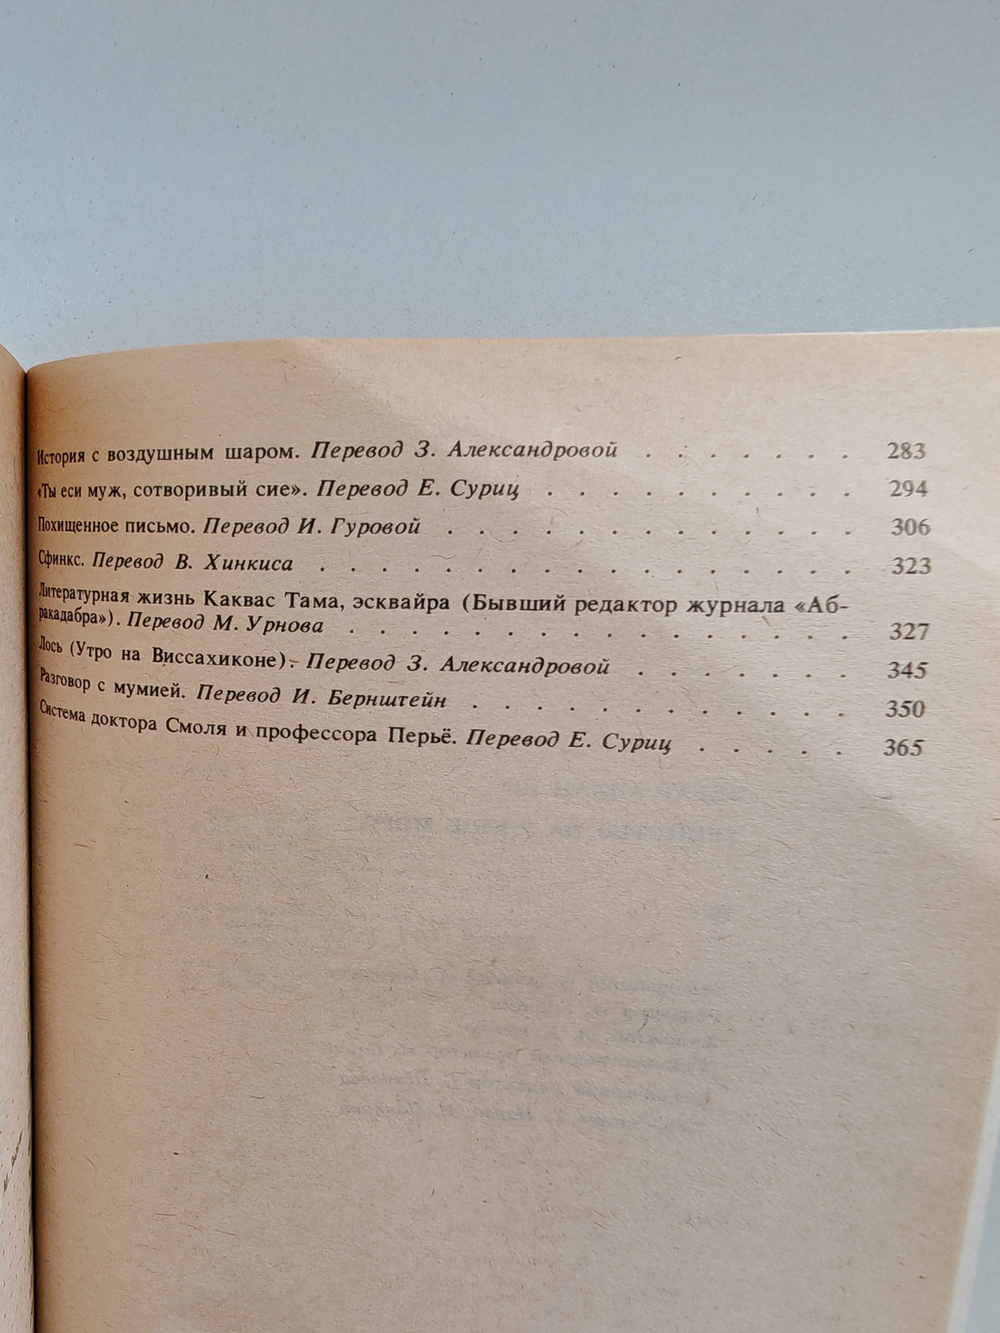 История с воздушным шаром. Перевод З. Александровой . . . . . . . 283
«Ты еси муж, сотворивый сие». Перевод Е. Суриц . . . . . . . . . . 294
Похищенное письмо. Перевод И. Гуровой . . . . . . . . . . . . . 306
Сфинкс. Перевод В. Хинкиса . . . . . . . . . . . . . . . . . 323
Литературная жизнь Каквас Тама, эсквайра (Бывший редактор журнала «Аб-
ракадабра»). Перевод М. Урнова . . . . . . . . . . . . . . . . 327
Лось (Утро на Виссахиконе). Перевод З. Александровой . . . . . . . 345
Разговор с мумией. Перевод И. Бернштейн . . . . . . . . . . . . 350
Система доктора Смоля и профессора Перьё. Перевод Е. Суриц . . . . . 365